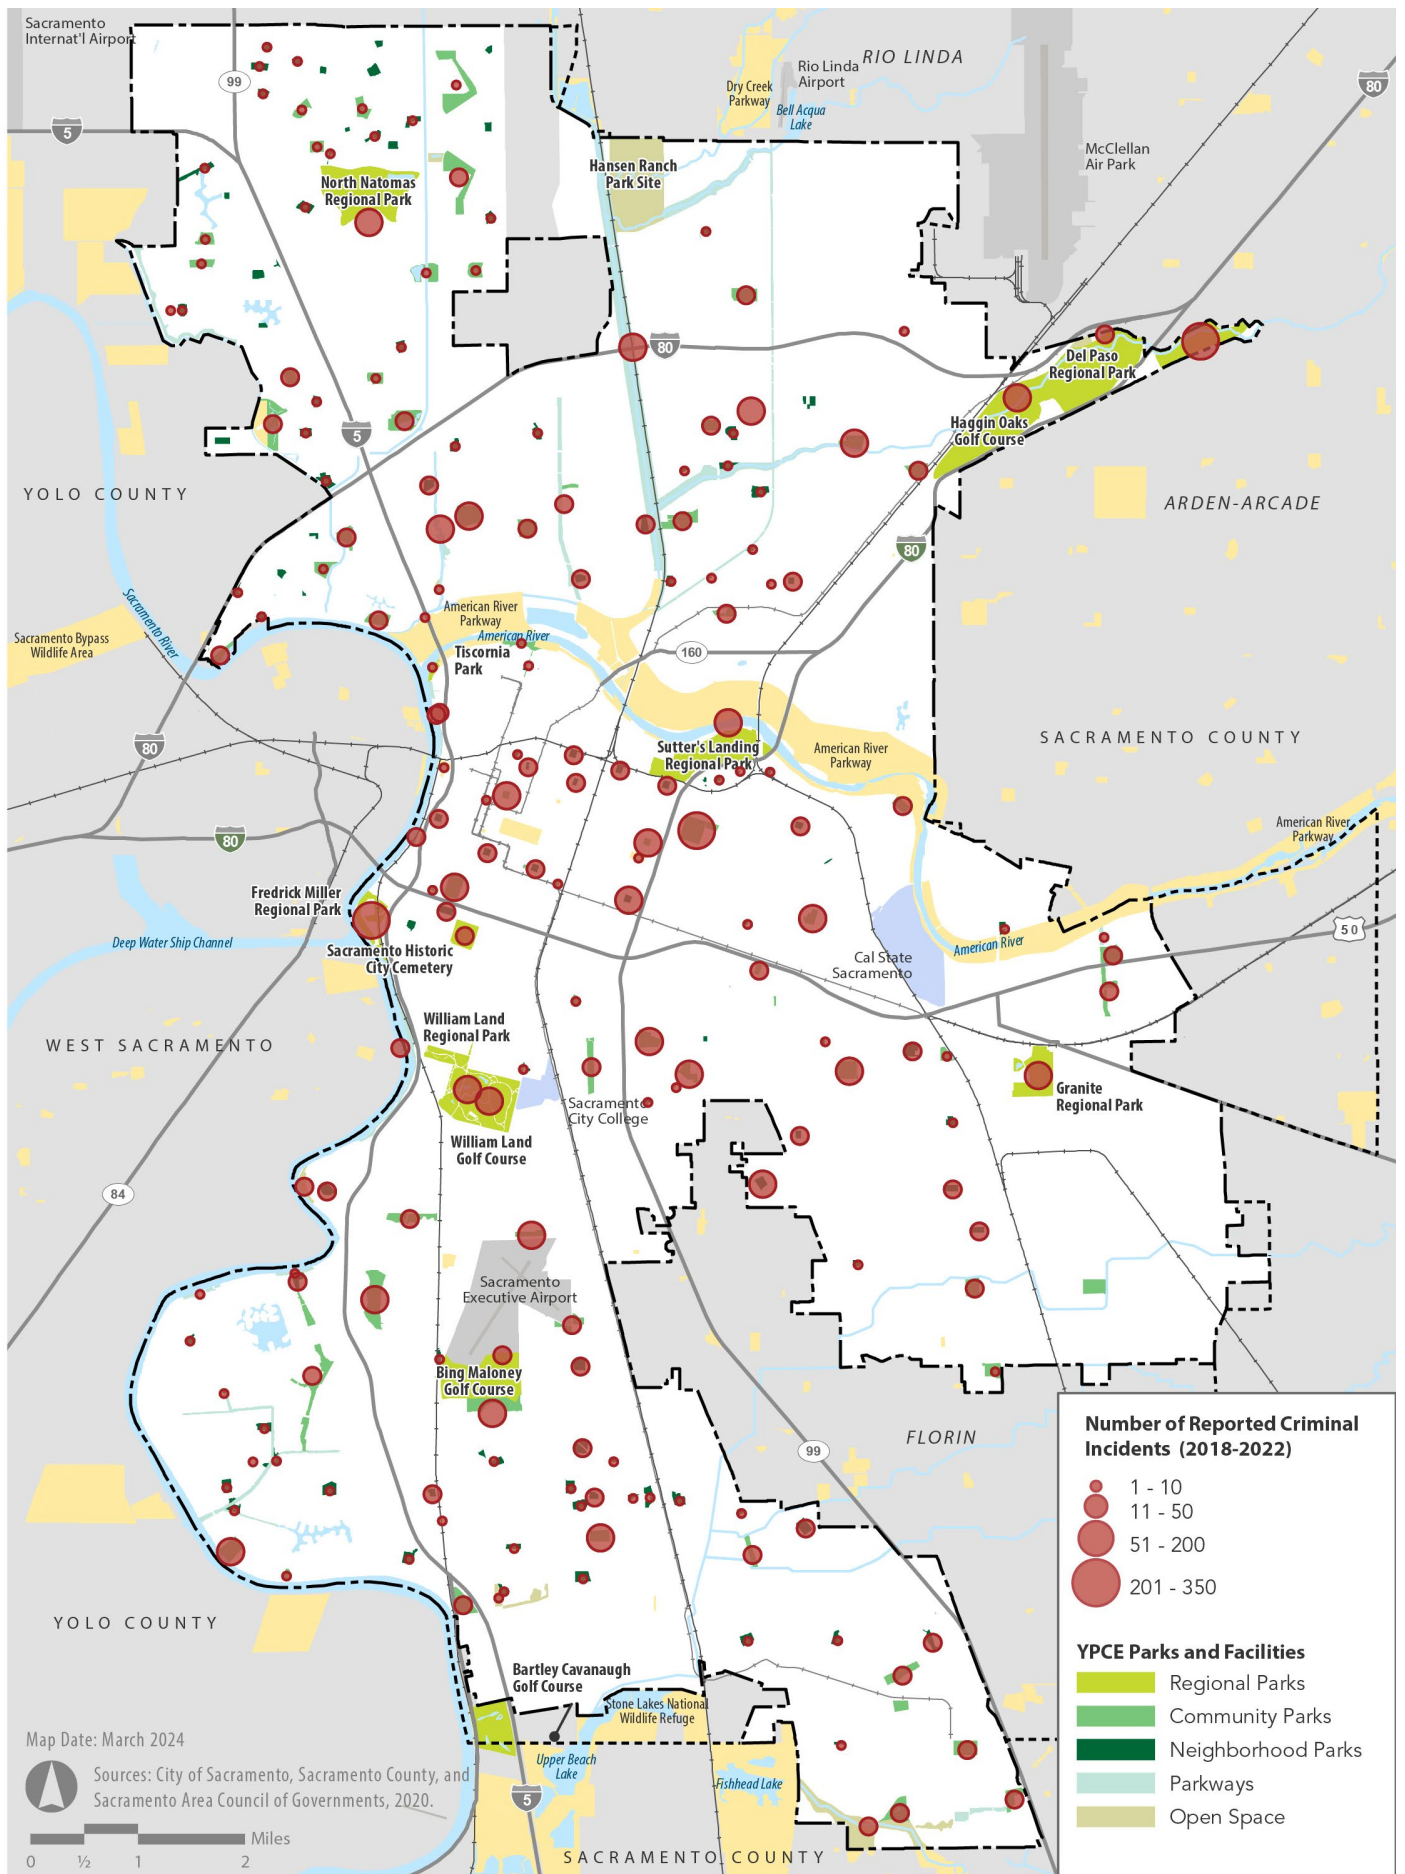 Sacramento
Internat'l Airport
99
5
RIO LINDA
Rio Linda
Airport
Dry Creek
Parkway
Bell Acqua
Lake
80
McClellan
Air Park
Hansen Ranch
Park Site
North Natomas
Regional Park
80
Del Paso
Regional Park
Haggin Oaks
Golf Course
5
YOLO COUNTY
ARDEN-ARCADE
80
Sacramento River
American River
Parkway
American River
Sacramento Bypass
Wildlife Area
Tiscornia
Park
160
80
Sutter's Landing
Regional Park
American River
Parkway
SACRAMENTO COUNTY
80
American River
Parkway
Fredrick Miller
Regional Park
50
Deep Water Ship Channel
Sacramento Historic
City Cemetery
American River
Cal State
Sacramento
William Land
Regional Park
WEST SACRAMENTO
Sacramento
City College
Granite
Regional Park
William Land
Golf Course
84
Sacramento
Executive Airport
Bing Maloney
Golf Course
99
FLORIN
Number of Reported Criminal
Incidents (2018-2022)
1 - 10
11 - 50
51 - 200
201 - 350
YOLO COUNTY
YPCE Parks and Facilities
Regional Parks
Community Parks
Neighborhood Parks
Parkways
Open Space
Bartley Cavanaugh
Golf Course
Stone Lakes National
Wildlife Refuge
Upper Beach
Lake
Fishhead Lake
5
Map Date: March 2024
Sources: City of Sacramento, Sacramento County, and
Sacramento Area Council of Governments, 2020.
Miles
0 ½ 1 2
SACRAMENTO COUNTY